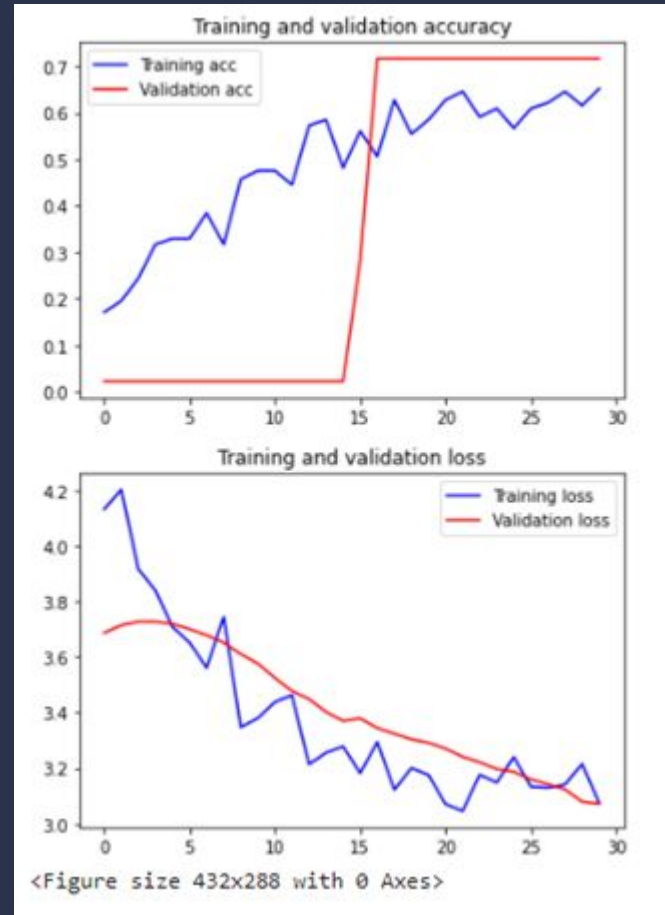 Training and validation accuracy
Training acc
Validation acc
0.7
0.6
0.5
0.4
0.3
0.2
0.1
0.0
0 5 10 15 20 25 30
Training and validation loss
Training loss
Validation loss
4.2
4.0
3.8
3.6
3.4
3.2
3.0
0 5 10 15 20 25 30
<Figure size 432x288 with 0 Axes>